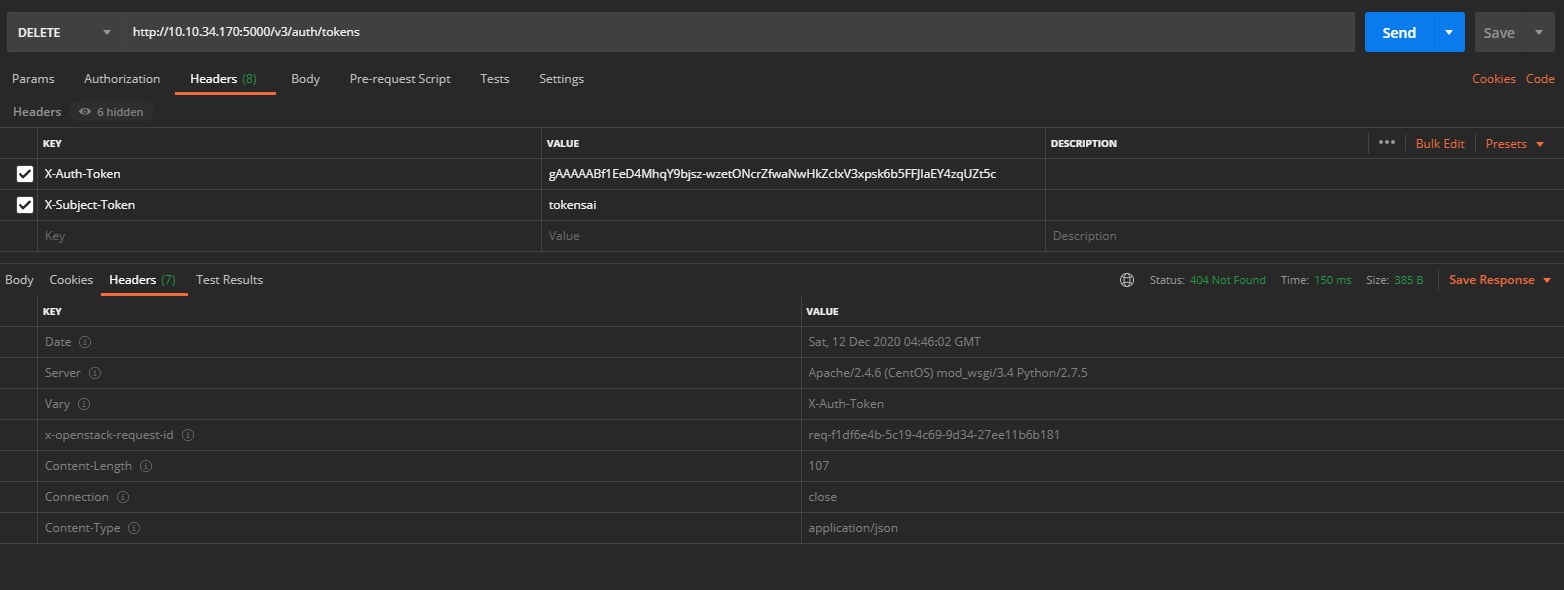 DELETE http://10.10.34.170:5000/v3/auth/tokens Send Save
Params Authorization Headers (8) Body Pre-request Script Tests Settings Cookies Code
Headers 6 hidden
KEY VALUE DESCRIPTION ••• Bulk Edit Presets
X-Auth-Token gAAAAABf1EeD4MhqY9bjsz-wzetONcrZfwaNwHkZcIxV3xpsk6b5FFJIaEY4zqUZt5c
X-Subject-Token tokensai
Key Value Description
Body Cookies Headers (7) Test Results Status: 404 Not Found Time: 150 ms Size: 385 B Save Response
KEY VALUE
Date Sat, 12 Dec 2020 04:46:02 GMT
Server Apache/2.4.6 (CentOS) mod_wsgi/3.4 Python/2.7.5
Vary X-Auth-Token
x-openstack-request-id req-f1df6e4b-5c19-4c69-9d34-27ee11b6b181
Content-Length 107
Connection close
Content-Type application/json